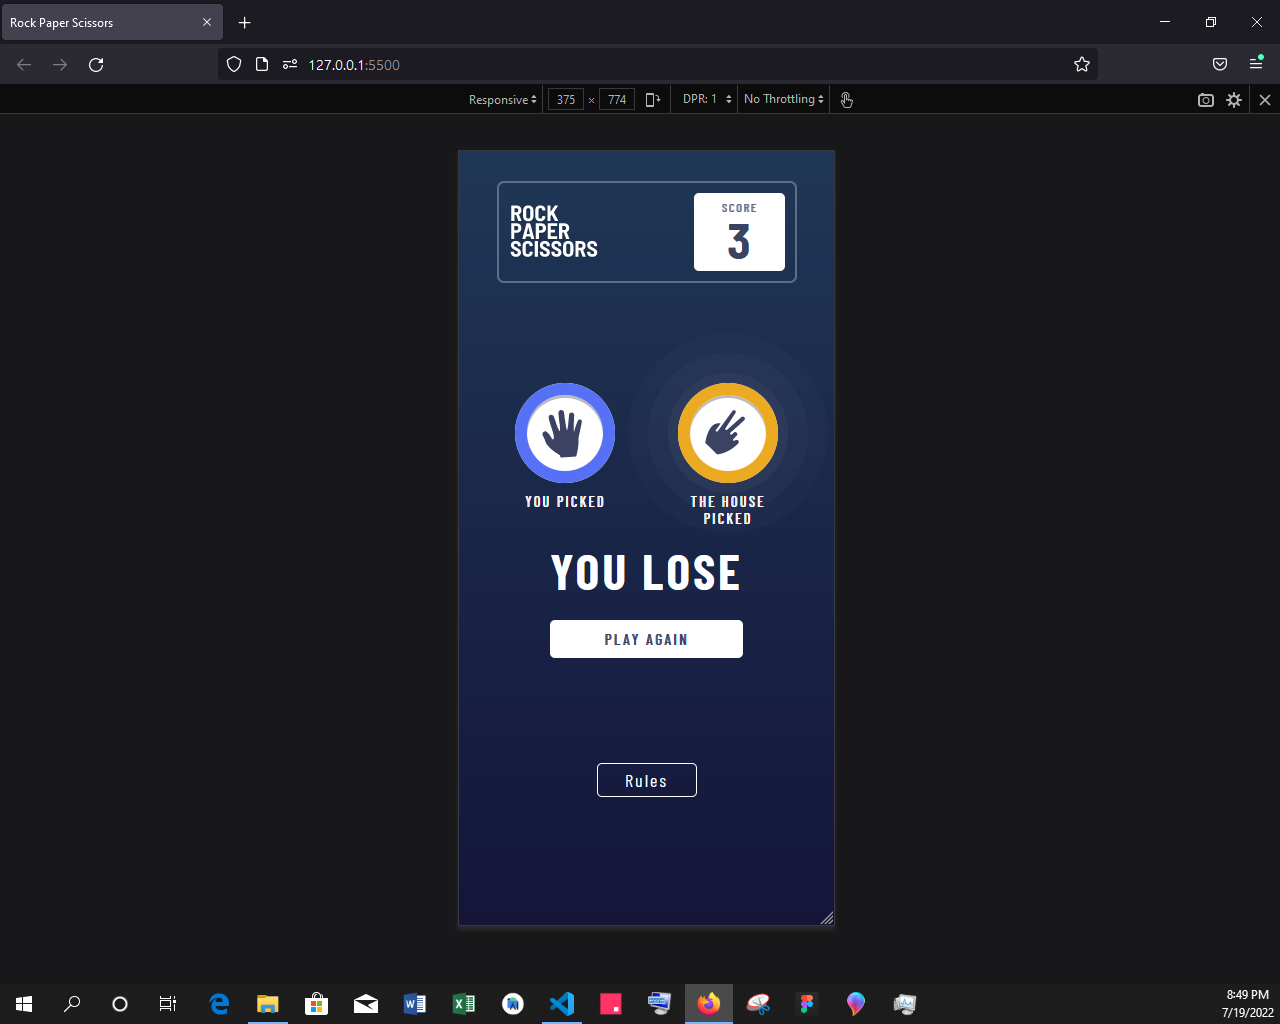 Rock Paper Scissors
127.0.0.1:5500
Responsive 375 × 774 DPR: 1 No Throttling
ROCK
PAPER
SCISSORS
SCORE
3
YOU PICKED
THE HOUSE
PICKED
YOU LOSE
PLAY AGAIN
Rules
8:49 PM
7/19/2022